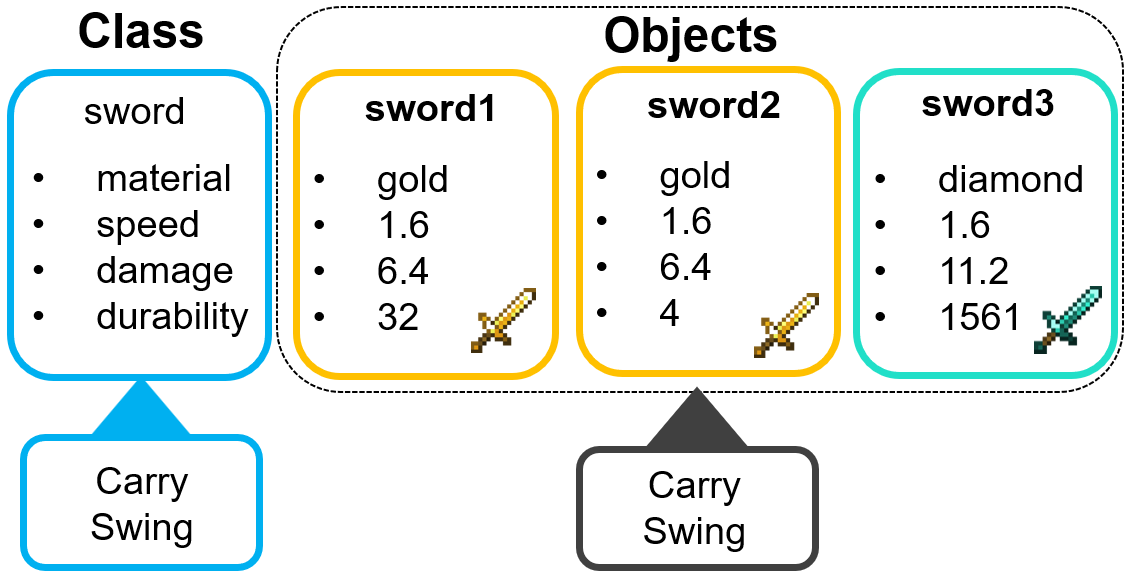 Class
sword
• material
• speed
• damage
• durability
Carry
Swing
Objects
sword1
• gold
• 1.6
• 6.4
• 32
sword2
• gold
• 1.6
• 6.4
• 4
sword3
• diamond
• 1.6
• 11.2
• 1561
Carry
Swing